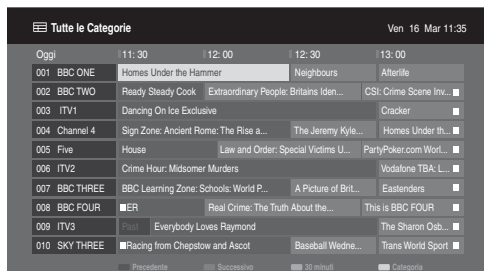 Tutte le Categorie
Ven 16 Mar 11:35
Oggi 11:30 12:00 12:30 13:00
001 BBC ONE Homes Under the Hammer Neighbours Afterlife
002 BBC TWO Ready Steady Cook Extraordinary People: Britains Iden... CSI: Crime Scene Inv...
003 ITV1 Dancing On Ice Exclusive Cracker
004 Channel 4 Sign Zone: Ancient Rome: The Rise a... The Jeremy Kyle... Homes Under th...
005 Five House Law and Order: Special Victims U... PartyPoker.com Worl...
006 ITV2 Crime Hour: Midsomer Murders Vodafone TBA: L...
007 BBC THREE BBC Learning Zone: Schools: World P... A Picture of Brit... Eastenders
008 BBC FOUR ER Real Crime: The Truth About the... This is BBC FOUR
009 ITV3 Past Everybody Loves Raymond The Sharon Osb...
010 SKY THREE Racing from Chepstow and Ascot Baseball Wedne... Trans World Sport
Precedente Successivo 30 minuti Categoria